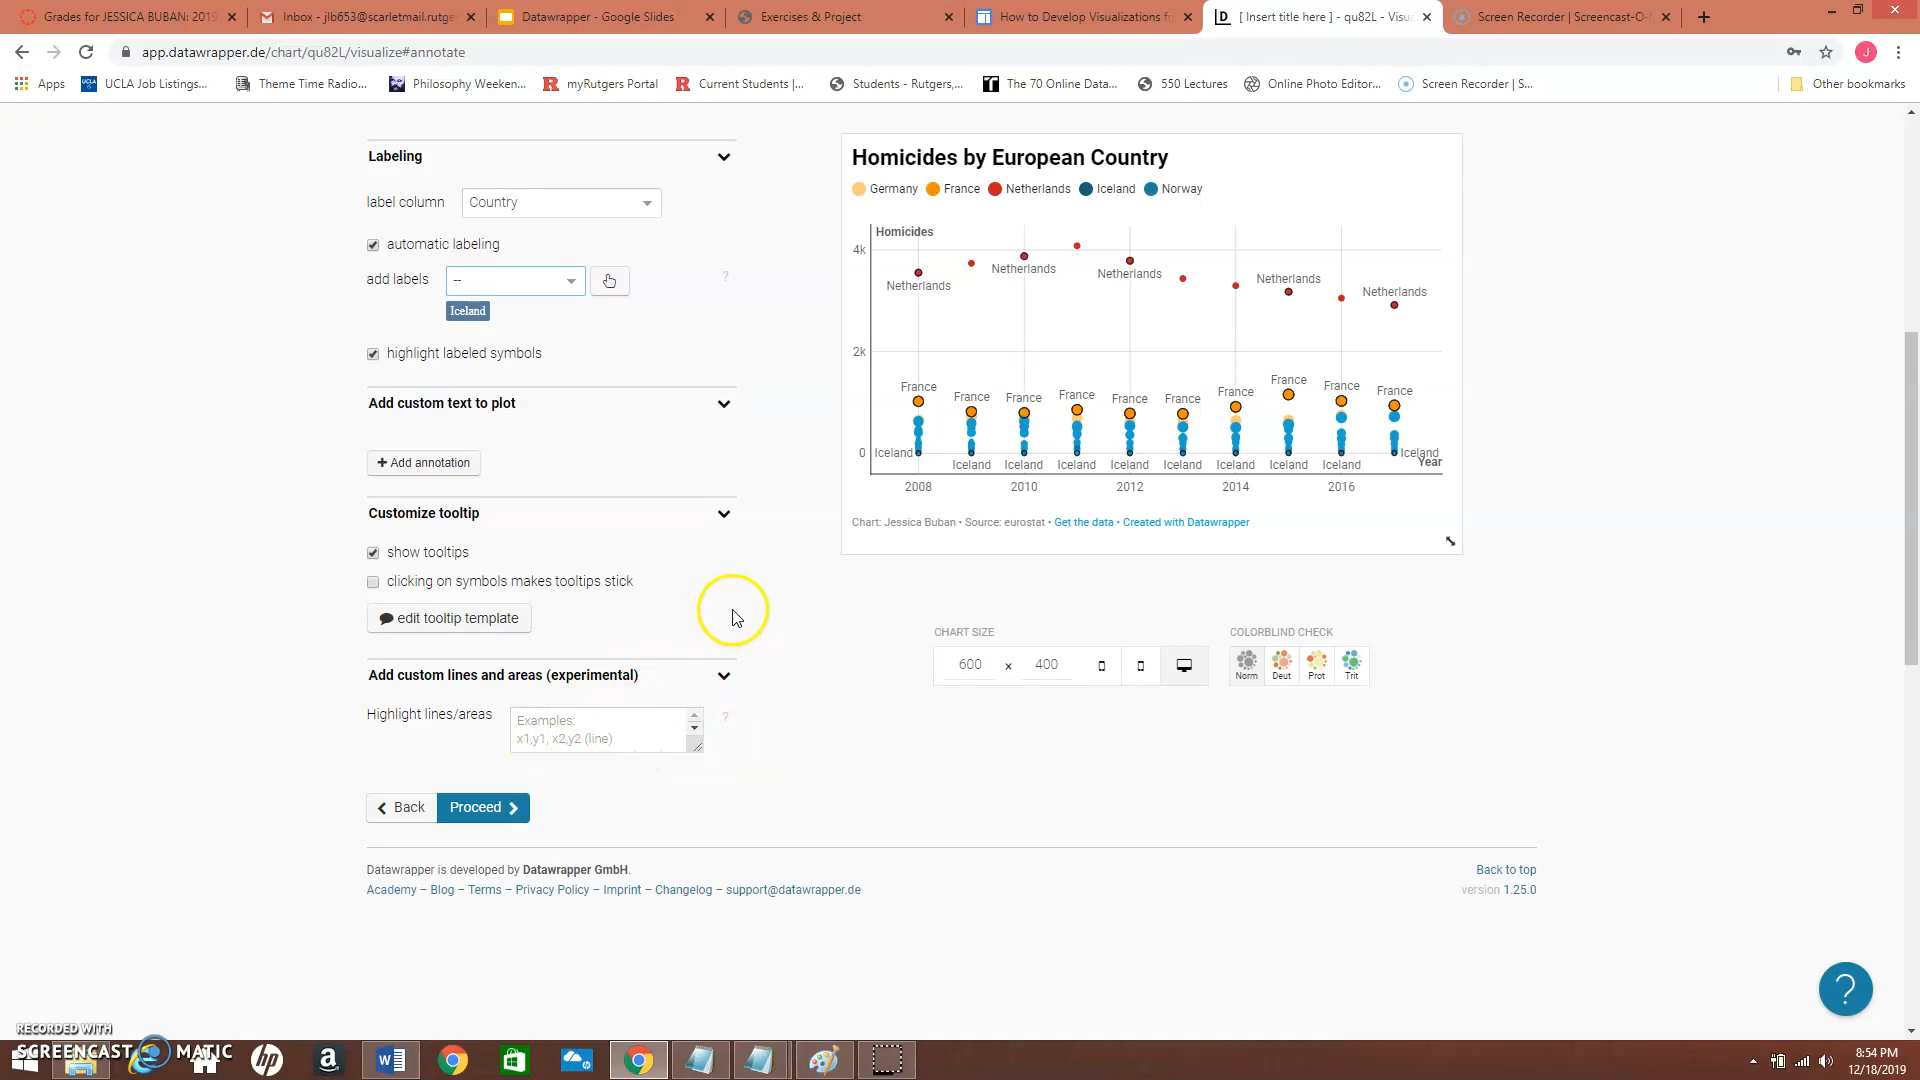 Grades for JESSICA BUBAN: 2019
Inbox - jlb653@scarletmail.rutge
Datawrapper - Google Slides
Exercises & Project
How to Develop Visualizations fr
[ Insert title here ] - qu82L - Visu
Screen Recorder | Screencast-O-
app.datawrapper.de/chart/qu82L/visualize#annotate
J
Apps
UCLA Job Listings...
Theme Time Radio...
Philosophy Weeken...
myRutgers Portal
Current Students |...
Students - Rutgers,...
The 70 Online Data...
550 Lectures
Online Photo Editor...
Screen Recorder | S...
Other bookmarks
Labeling
label column
Country
automatic labeling
add labels
--
?
Iceland
highlight labeled symbols
Add custom text to plot
+ Add annotation
Customize tooltip
show tooltips
clicking on symbols makes tooltips stick
edit tooltip template
Add custom lines and areas (experimental)
Highlight lines/areas
Examples:
x1,y1, x2,y2 (line)
?
Back
Proceed
Homicides by European Country
Germany France Netherlands Iceland Norway
Homicides
4k
Netherlands
Netherlands
Netherlands
Netherlands
Netherlands
2k
France France France France France France France France France France
0
Iceland Iceland Iceland Iceland Iceland Iceland Iceland Iceland Iceland Iceland
Year
2008 2010 2012 2014 2016
Chart: Jessica Buban • Source: eurostat • Get the data • Created with Datawrapper
CHART SIZE
600 x 400
COLORBLIND CHECK
Norm Deut Prot Trit
Datawrapper is developed by Datawrapper GmbH.
Academy – Blog – Terms – Privacy Policy – Imprint – Changelog – support@datawrapper.de
Back to top
version 1.25.0
?
RECORDED WITH
SCREENCAST MATIC
8:54 PM
12/18/2019